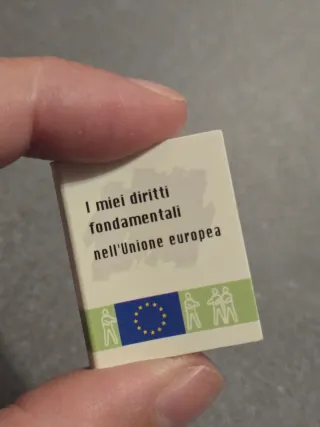 I miei diritti
fondamentali
nell'Unione europea